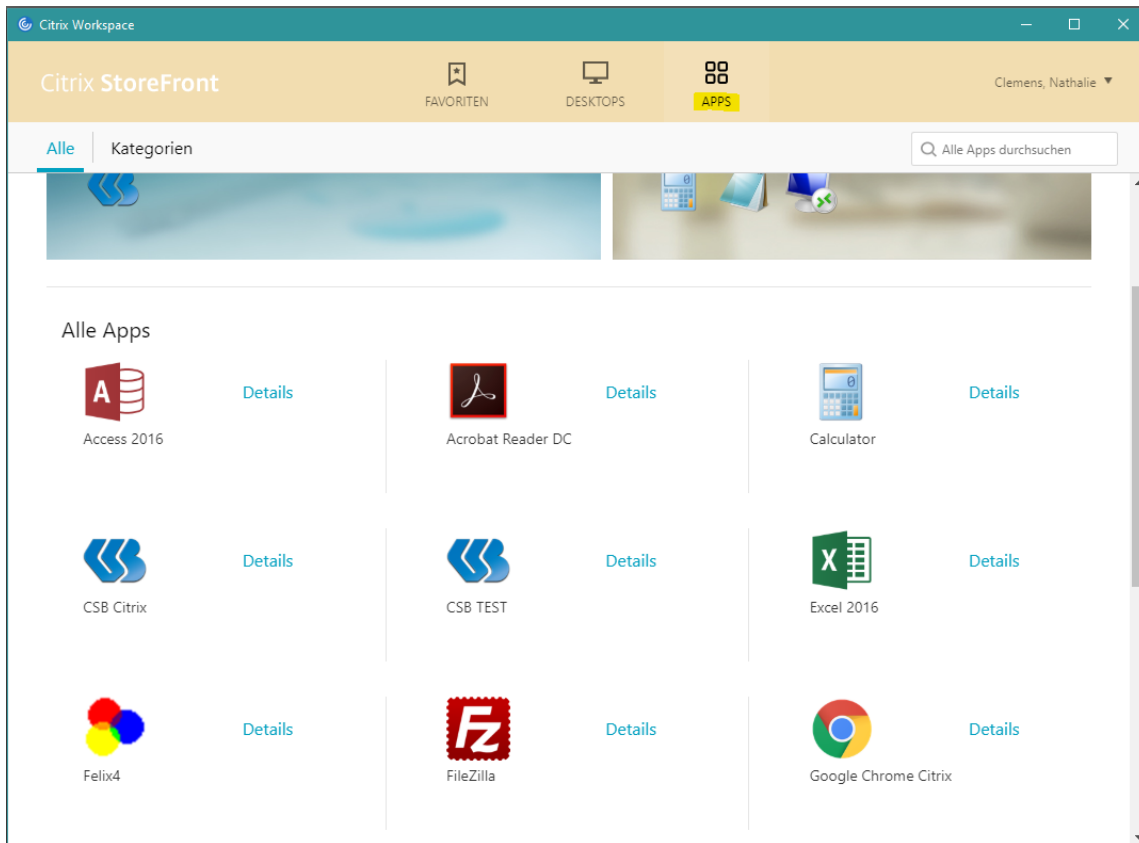 Citrix Workspace
Citrix StoreFront
FAVORITEN
DESKTOPS
APPS
Clemens, Nathalie
Alle
Kategorien
Alle Apps durchsuchen
Alle Apps
Details
Details
Details
Access 2016
Acrobat Reader DC
Calculator
Details
Details
Details
CSB Citrix
CSB TEST
Excel 2016
Details
Details
Details
Felix4
FileZilla
Google Chrome Citrix